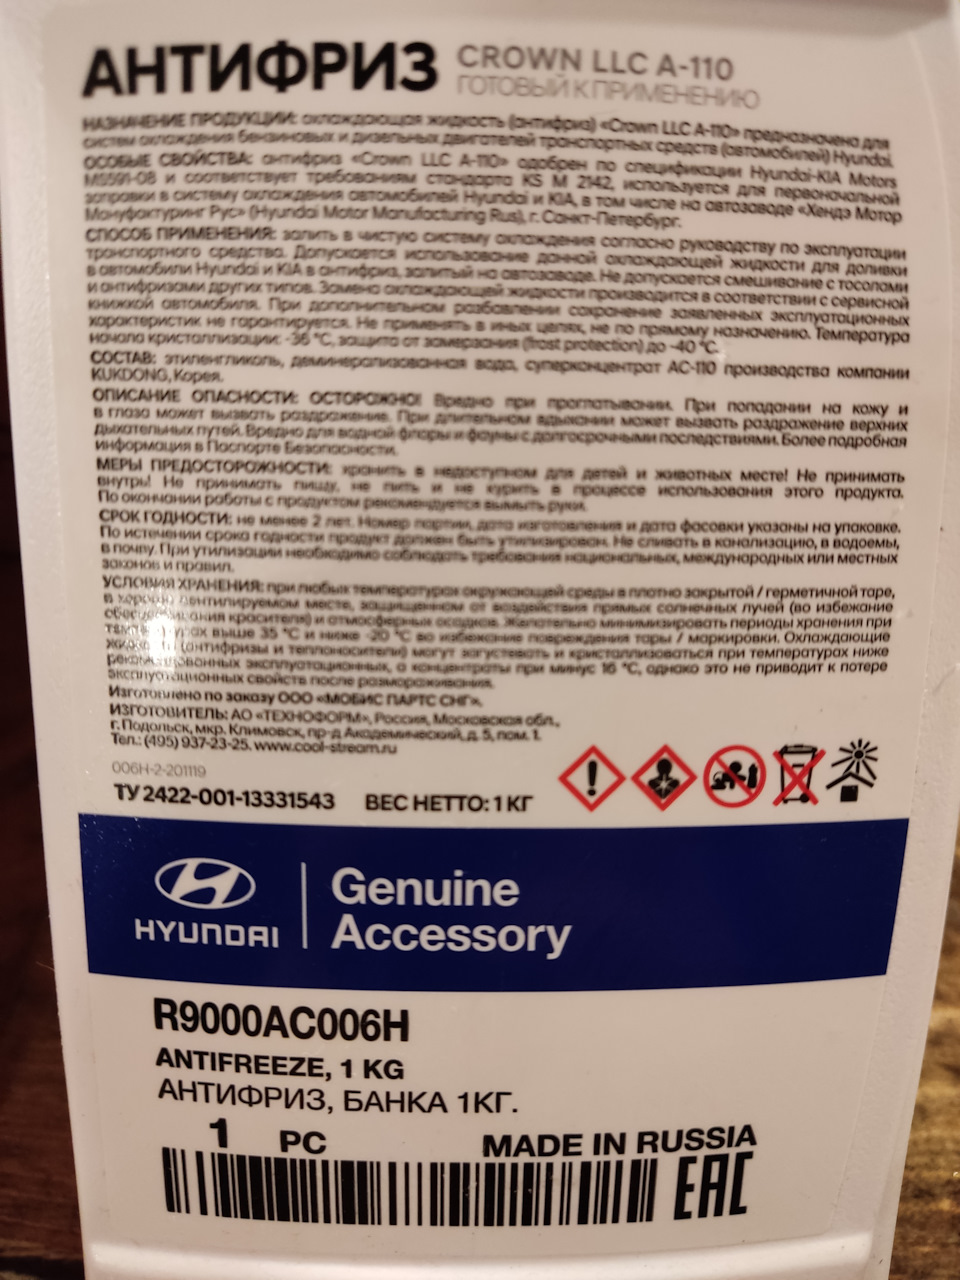 АНТИФРИЗ CROWN LLC A-110
ГОТОВЫЙ К ПРИМЕНЕНИЮ
НАЗНАЧЕНИЕ ПРОДУКЦИИ: охлаждающая жидкость (антифриз) «Crown LLC A-110» предназначена для
систем охлаждения бензиновых и дизельных двигателей транспортных средств (автомобилей) Hyundai.
ОСОБЫЕ СВОЙСТВА: антифриз «Crown LLC A-110» одобрен по спецификации Hyundai-KIA Motors
MS591-08 и соответствует требованиям стандарта KS M 2142, используется для первоначальной
заправки в систему охлаждения автомобилей Hyundai и KIA, в том числе на автозаводе «Хендэ Мотор
Мануфактуринг Рус» (Hyundai Motor Manufacturing Rus), г. Санкт-Петербург.
СПОСОБ ПРИМЕНЕНИЯ: залить в чистую систему охлаждения согласно руководству по эксплуатации
транспортного средства. Допускается использование данной охлаждающей жидкости для доливки
в автомобили Hyundai и KIA в антифриз, залитый на автозаводе. Не допускается смешивание с тосолами
и антифризами других типов. Замена охлаждающей жидкости производится в соответствии с сервисной
книжкой автомобиля. При дополнительном разбавлении сохранение заявленных эксплуатационных
характеристик не гарантируется. Не применять в иных целях, не по прямому назначению. Температура
начала кристаллизации: -36 °C, защита от замерзания (frost protection) до -40 °C.
СОСТАВ: этиленгликоль, деминерализованная вода, суперконцентрат AC-110 производства компании
KUKDONG, Корея.
ОПИСАНИЕ ОПАСНОСТИ: ОСТОРОЖНО! Вредно при проглатывании. При попадании на кожу и
в глаза может вызвать раздражение. При длительном вдыхании может вызвать раздражение верхних
дыхательных путей. Вредно для водной флоры и фауны с долгосрочными последствиями. Более подробная
информация в Паспорте Безопасности.
МЕРЫ ПРЕДОСТОРОЖНОСТИ: хранить в недоступном для детей и животных месте! Не принимать
внутрь! Не принимать пищу, не пить и не курить в процессе использования этого продукта.
По окончании работы с продуктом рекомендуется вымыть руки.
СРОК ГОДНОСТИ: не менее 2 лет. Номер партии, дата изготовления и дата фасовки указаны на упаковке.
По истечении срока годности продукт должен быть утилизирован. Не сливать в канализацию, в водоемы,
в почву. При утилизации необходимо соблюдать требования национальных, международных или местных
законов и правил.
УСЛОВИЯ ХРАНЕНИЯ: при любых температурах окружающей среды в плотно закрытой / герметичной таре,
в хорошо вентилируемом месте, защищенном от воздействия прямых солнечных лучей (во избежание
обесцвечивания красителя) и атмосферных осадков. Желательно минимизировать периоды хранения при
температурах выше 35 °C и ниже -20 °C во избежание повреждения тары / маркировки. Охлаждающие
жидкости (антифризы и теплоносители) могут загустевать и кристаллизоваться при температурах ниже
рекомендованных эксплуатационных, а концентраты при минус 16 °C, однако это не приводит к потере
эксплуатационных свойств после размораживания.
Изготовлено по заказу ООО «МОБИС ПАРТС СНГ».
ИЗГОТОВИТЕЛЬ: АО «ТЕХНОФОРМ», Россия, Московская обл.,
г. Подольск, мкр. Климовск, пр-д Академический, д. 5, пом. 1.
Тел.: (495) 937-23-25. www.cool-stream.ru
006H-2-201119
ТУ 2422-001-13331543 ВЕС НЕТТО: 1 КГ
HYUNDAI
Genuine
Accessory
R9000AC006H
ANTIFREEZE, 1 KG
АНТИФРИЗ, БАНКА 1КГ.
1 PC MADE IN RUSSIA
EAC